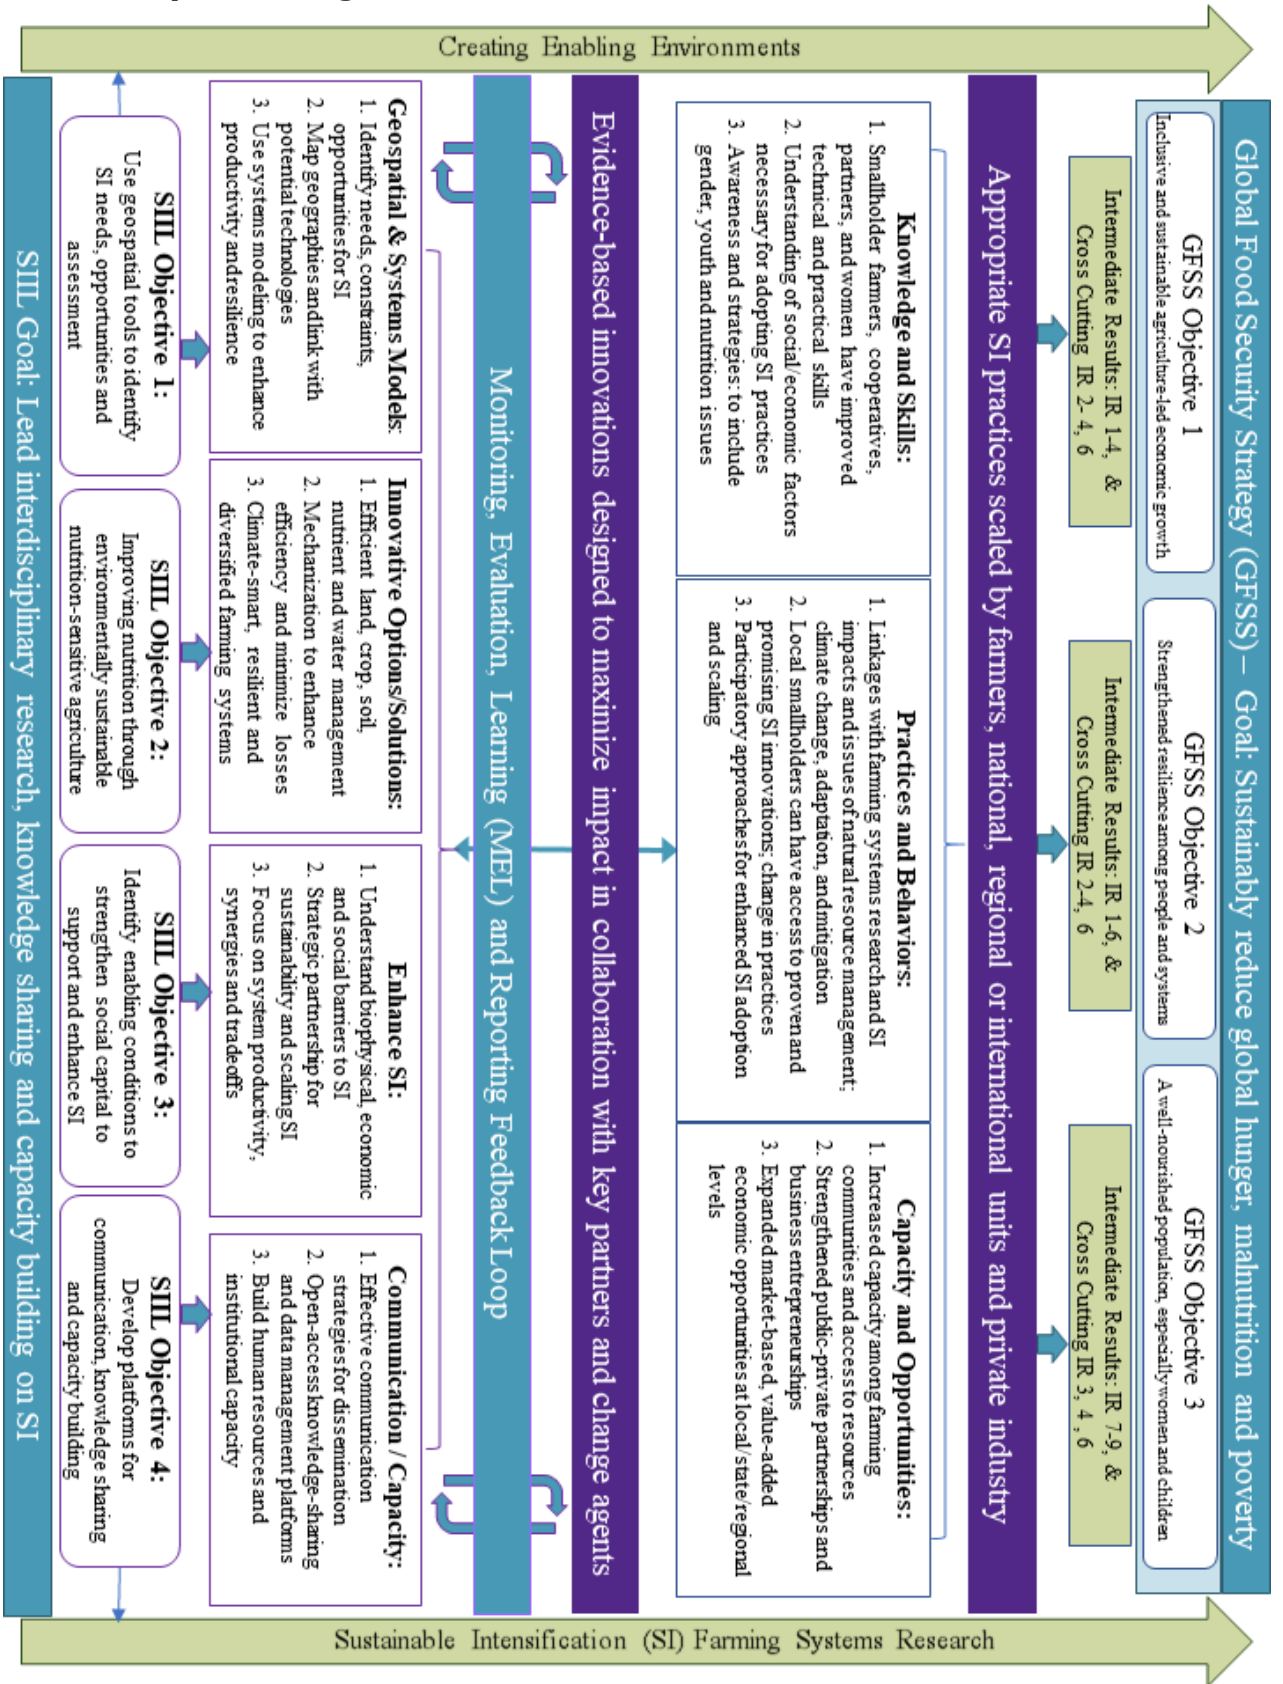 Creating Enabling Environments
Global Food Security Strategy (GFSS) – Goal: Sustainably reduce global hunger, malnutrition and poverty
GFSS Objective 1
Inclusive and sustainable agriculture-led economic growth
GFSS Objective 2
Strengthened resilience among people and systems
GFSS Objective 3
A well-nourished population, especially women and children
Intermediate Results: IR 1-4, &
Cross Cutting IR 2- 4, 6
Intermediate Results: IR 1-6, &
Cross Cutting IR 2-4, 6
Intermediate Results: IR 7-9, &
Cross Cutting IR 3, 4 , 6
Appropriate SI practices scaled by farmers, national, regional or international units and private industry
Knowledge and Skills:
1. Smallholder farmers, cooperatives,
partners, and women have improved
technical and practical skills
2. Understanding of social/economic factors
necessary for adopting SI practices
3. Awareness and strategies: to include
gender, youth and nutrition issues
Practices and Behaviors:
1. Linkages with farming systems research and SI
impacts and issues of natural resource management;
climate change, adaptation, and mitigation
2. Local smallholders can have access to proven and
promising SI innovations; change in practices
3. Participatory approaches for enhanced SI adoption
and scaling
Capacity and Opportunities:
1. Increased capacity among farming
communities and access to resources
2. Strengthened public-private partnerships and
business entrepreneurships
3. Expanded market-based, value-added
economic opportunities at local/state/regional
levels
Evidence-based innovations designed to maximize impact in collaboration with key partners and change agents
Monitoring, Evaluation, Learning (MEL) and Reporting Feedback Loop
Geospatial & Systems Models:
1. Identify needs, constraints,
opportunities for SI
2. Map geographies and link with
potential technologies
3. Use systems modeling to enhance
productivity and resilience
Innovative Options/Solutions:
1. Efficient land, crop, soil,
nutrient and water management
2. Mechanization to enhance
efficiency and minimize losses
3. Climate-smart, resilient and
diversified farming systems
Enhance SI:
1. Understand biophysical, economic
and social barriers to SI
2. Strategic partnership for
sustainability and scaling SI
3. Focus on system productivity,
synergies and tradeoffs
Communication / Capacity:
1. Effective communication
strategies for dissemination
2. Open-access knowledge-sharing
and data management platforms
3. Build human resources and
institutional capacity
SIIL Objective 1:
Use geospatial tools to identify
SI needs, opportunities and
assessment
SIIL Objective 2:
Improving nutrition through
environmentally sustainable
nutrition-sensitive agriculture
SIIL Objective 3:
Identify enabling conditions to
strengthen social capital to
support and enhance SI
SIIL Objective 4:
Develop platforms for
communication, knowledge sharing
and capacity building
SIIL Goal: Lead interdisciplinary research, knowledge sharing and capacity building on SI
Sustainable Intensification (SI) Farming Systems Research